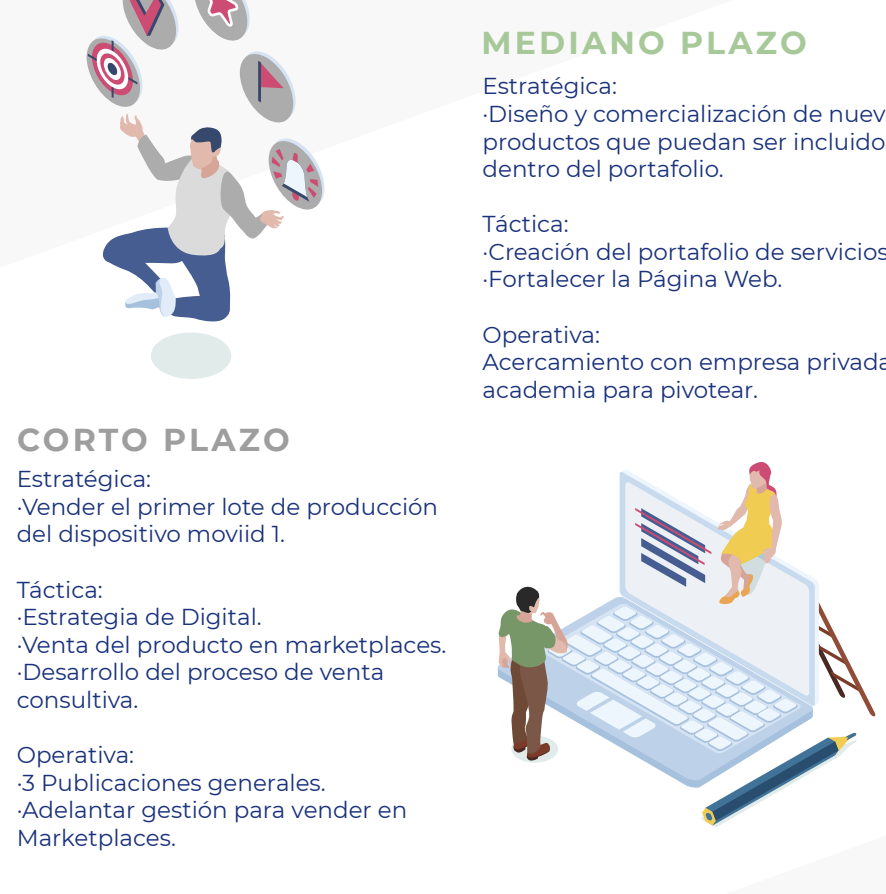 MEDIANO PLAZO
Estratégica:
·Diseño y comercialización de nuev
productos que puedan ser incluido
dentro del portafolio.
Táctica:
·Creación del portafolio de servicios
·Fortalecer la Página Web.
Operativa:
Acercamiento con empresa privada
academia para pivotear.
CORTO PLAZO
Estratégica:
·Vender el primer lote de producción
del dispositivo moviid 1.
Táctica:
·Estrategia de Digital.
·Venta del producto en marketplaces.
·Desarrollo del proceso de venta
consultiva.
Operativa:
·3 Publicaciones generales.
·Adelantar gestión para vender en
Marketplaces.